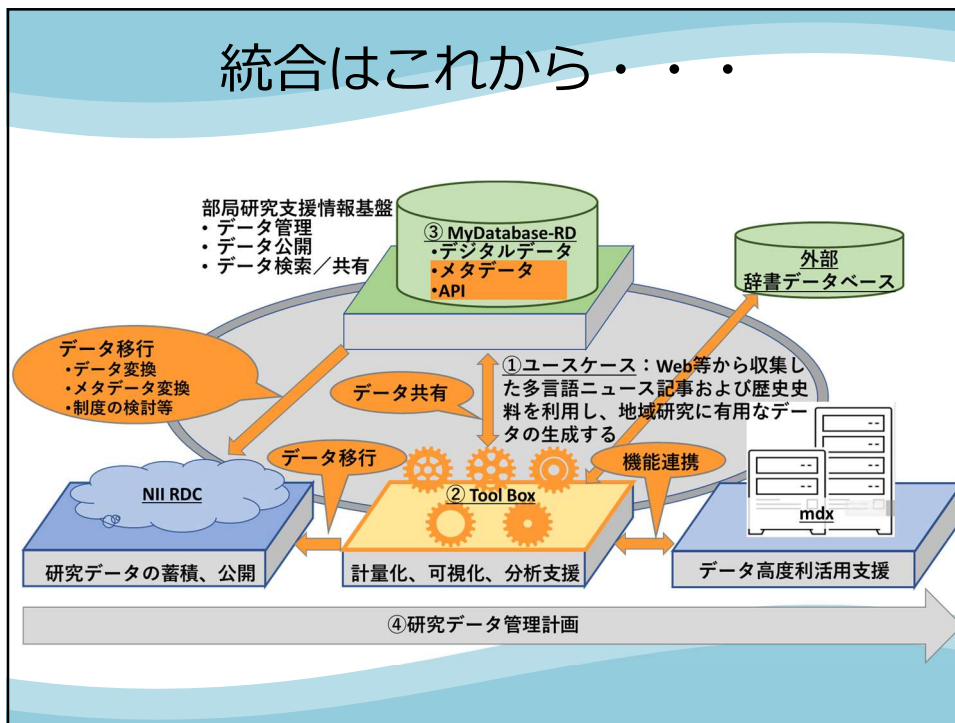 統合はこれから・・・
部局研究支援情報基盤
・データ管理
・データ公開
・データ検索／共有
③ MyDatabase-RD
・デジタルデータ
・メタデータ
・API
外部
辞書データベース
データ移行
・データ変換
・メタデータ変換
・制度の検討等
データ共有
①ユースケース：Web等から収集し
た多言語ニュース記事および歴史史
料を利用し、地域研究に有用なデー
タの生成する
データ移行
機能連携
NII RDC
② Tool Box
mdx
研究データの蓄積、公開
計量化、可視化、分析支援
データ高度利活用支援
④研究データ管理計画